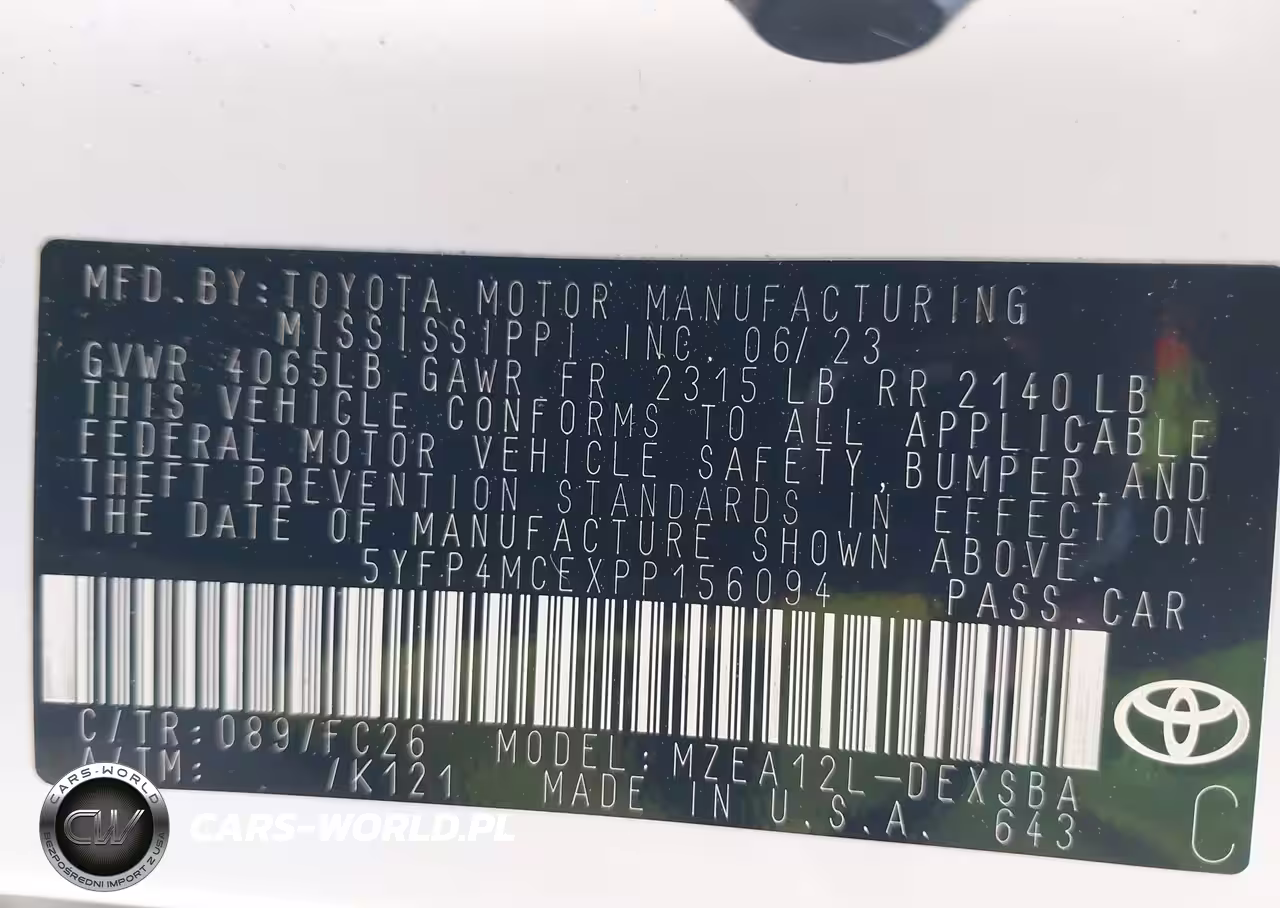 MFD.BY:TOYOTA MOTOR MANUFACTURING
MISSISSIPPI INC. 06/23
GVWR 4065LB GAWR FR 2315 LB RR 2140 LB
THIS VEHICLE CONFORMS TO ALL APPLICABLE
FEDERAL MOTOR VEHICLE SAFETY,BUMPER,AND
THEFT PREVENTION STANDARDS IN EFFECT ON
THE DATE OF MANUFACTURE SHOWN ABOVE.
5YFP4MCEXPP156094 PASS.CAR
C/TR:089/FC26 MODEL:MZEA12L-DEXSBA
A/TM: /K121 MADE IN U.S.A. 643
C
CARS-WORLD
CW
BEZPOŚREDNI IMPORT Z USA
CARS-WORLD.PL